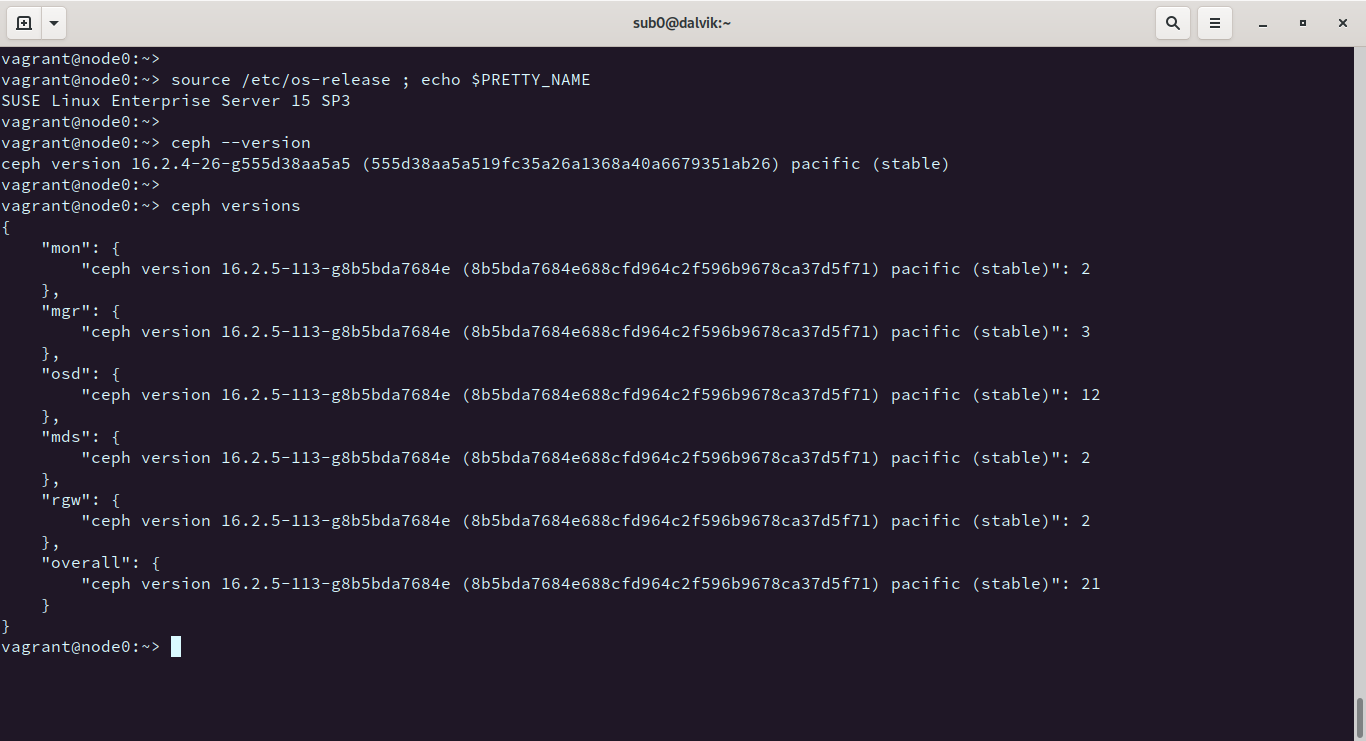 sub0@dalvik:~
vagrant@node0:~>
vagrant@node0:~> source /etc/os-release ; echo $PRETTY_NAME
SUSE Linux Enterprise Server 15 SP3
vagrant@node0:~>
vagrant@node0:~> ceph --version
ceph version 16.2.4-26-g555d38aa5a5 (555d38aa5a519fc35a26a1368a40a6679351ab26) pacific (stable)
vagrant@node0:~>
vagrant@node0:~> ceph versions
{
    "mon": {
        "ceph version 16.2.5-113-g8b5bda7684e (8b5bda7684e688cfd964c2f596b9678ca37d5f71) pacific (stable)": 2
    },
    "mgr": {
        "ceph version 16.2.5-113-g8b5bda7684e (8b5bda7684e688cfd964c2f596b9678ca37d5f71) pacific (stable)": 3
    },
    "osd": {
        "ceph version 16.2.5-113-g8b5bda7684e (8b5bda7684e688cfd964c2f596b9678ca37d5f71) pacific (stable)": 12
    },
    "mds": {
        "ceph version 16.2.5-113-g8b5bda7684e (8b5bda7684e688cfd964c2f596b9678ca37d5f71) pacific (stable)": 2
    },
    "rgw": {
        "ceph version 16.2.5-113-g8b5bda7684e (8b5bda7684e688cfd964c2f596b9678ca37d5f71) pacific (stable)": 2
    },
    "overall": {
        "ceph version 16.2.5-113-g8b5bda7684e (8b5bda7684e688cfd964c2f596b9678ca37d5f71) pacific (stable)": 21
    }
}
vagrant@node0:~>